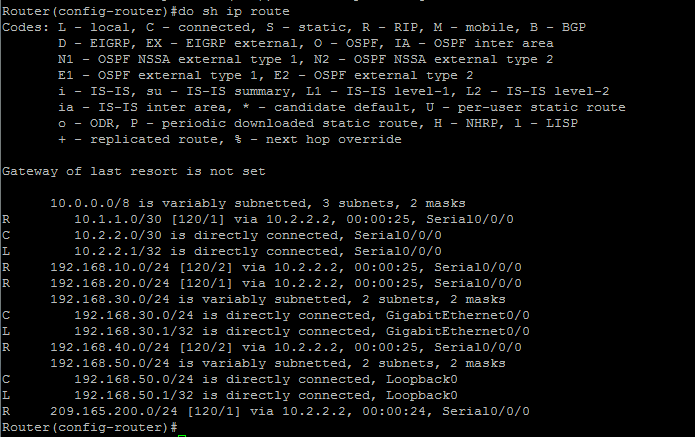 Router(config-router)#do sh ip route
Codes: L - local, C - connected, S - static, R - RIP, M - mobile, B - BGP
       D - EIGRP, EX - EIGRP external, O - OSPF, IA - OSPF inter area
       N1 - OSPF NSSA external type 1, N2 - OSPF NSSA external type 2
       E1 - OSPF external type 1, E2 - OSPF external type 2
       i - IS-IS, su - IS-IS summary, L1 - IS-IS level-1, L2 - IS-IS level-2
       ia - IS-IS inter area, * - candidate default, U - per-user static route
       o - ODR, P - periodic downloaded static route, H - NHRP, l - LISP
       + - replicated route, % - next hop override
Gateway of last resort is not set
      10.0.0.0/8 is variably subnetted, 3 subnets, 2 masks
R        10.1.1.0/30 [120/1] via 10.2.2.2, 00:00:25, Serial0/0/0
C        10.2.2.0/30 is directly connected, Serial0/0/0
L        10.2.2.1/32 is directly connected, Serial0/0/0
R     192.168.10.0/24 [120/2] via 10.2.2.2, 00:00:25, Serial0/0/0
R     192.168.20.0/24 [120/1] via 10.2.2.2, 00:00:25, Serial0/0/0
      192.168.30.0/24 is variably subnetted, 2 subnets, 2 masks
C        192.168.30.0/24 is directly connected, GigabitEthernet0/0
L        192.168.30.1/32 is directly connected, GigabitEthernet0/0
R     192.168.40.0/24 [120/2] via 10.2.2.2, 00:00:25, Serial0/0/0
      192.168.50.0/24 is variably subnetted, 2 subnets, 2 masks
C        192.168.50.0/24 is directly connected, Loopback0
L        192.168.50.1/32 is directly connected, Loopback0
R     209.165.200.0/24 [120/1] via 10.2.2.2, 00:00:24, Serial0/0/0
Router(config-router)#